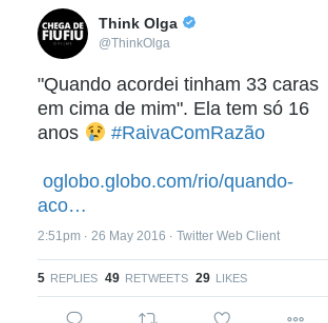 CHEGA DE
FIUFIU
Think Olga
@ThinkOlga
"Quando acordei tinham 33 caras
em cima de mim". Ela tem só 16
anos 😢 #RaivaComRazão
oglobo.globo.com/rio/quando-
aco…
2:51pm · 26 May 2016 · Twitter Web Client
5 REPLIES 49 RETWEETS 29 LIKES